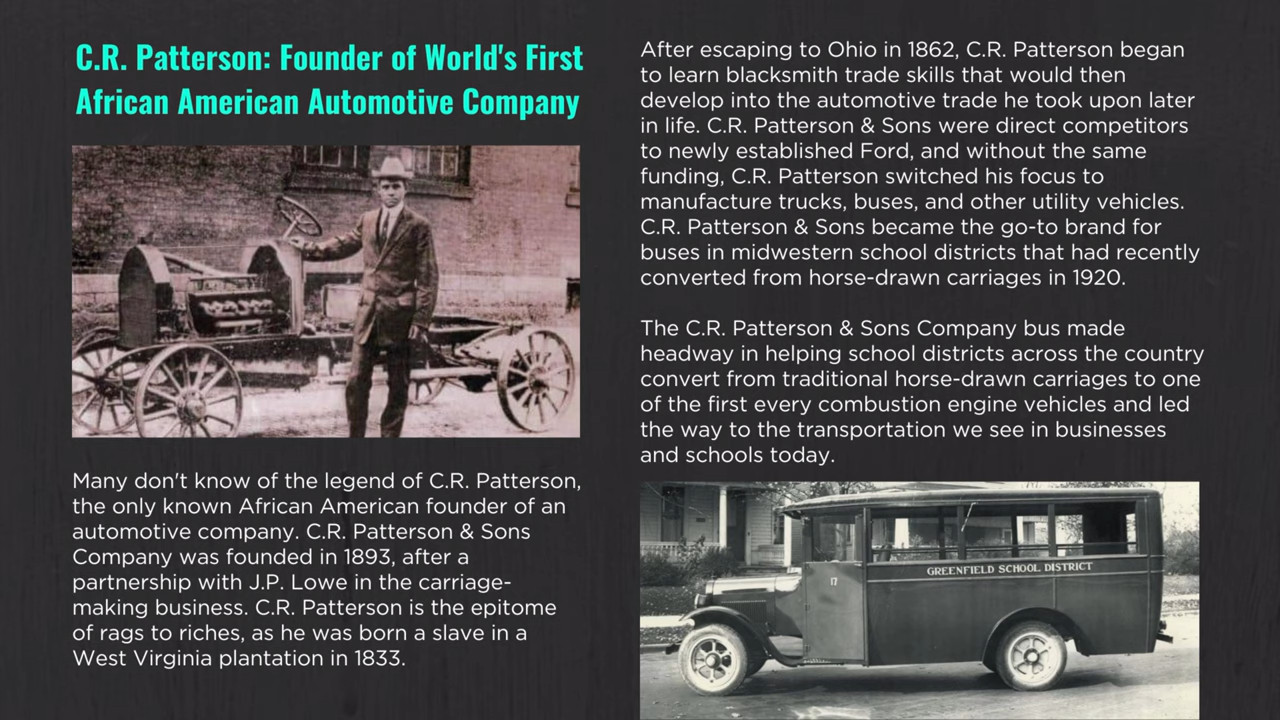 C.R. Patterson: Founder of World's First
African American Automotive Company
Many don't know of the legend of C.R. Patterson,
the only known African American founder of an
automotive company. C.R. Patterson & Sons
Company was founded in 1893, after a
partnership with J.P. Lowe in the carriage-
making business. C.R. Patterson is the epitome
of rags to riches, as he was born a slave in a
West Virginia plantation in 1833.
After escaping to Ohio in 1862, C.R. Patterson began
to learn blacksmith trade skills that would then
develop into the automotive trade he took upon later
in life. C.R. Patterson & Sons were direct competitors
to newly established Ford, and without the same
funding, C.R. Patterson switched his focus to
manufacture trucks, buses, and other utility vehicles.
C.R. Patterson & Sons became the go-to brand for
buses in midwestern school districts that had recently
converted from horse-drawn carriages in 1920.
The C.R. Patterson & Sons Company bus made
headway in helping school districts across the country
convert from traditional horse-drawn carriages to one
of the first every combustion engine vehicles and led
the way to the transportation we see in businesses
and schools today.
GREENFIELD SCHOOL DISTRICT
17